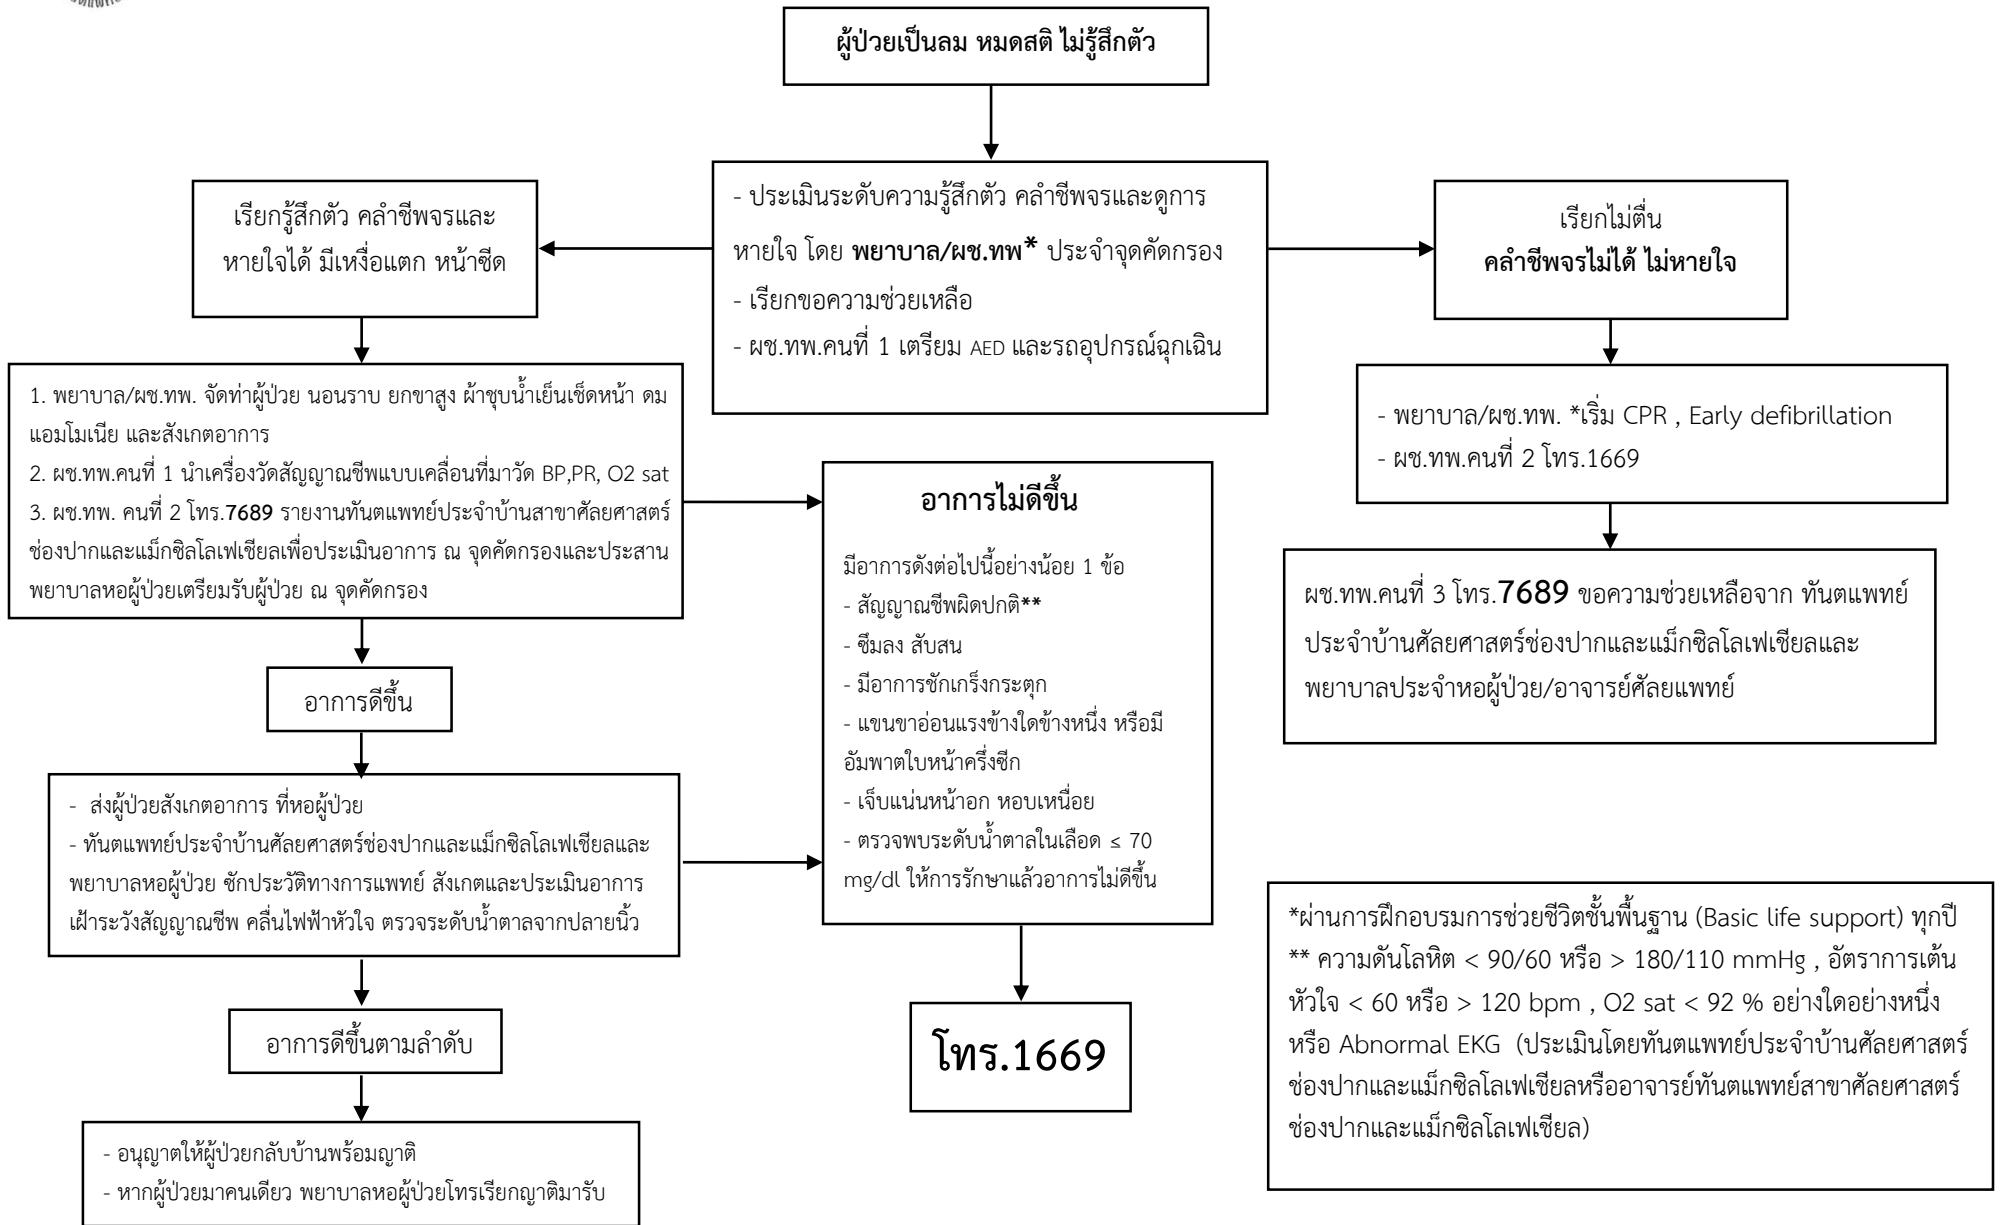 ผู้ป่วยเป็นลม หมดสติ ไม่รู้สึกตัว
- ประเมินระดับความรู้สึกตัว คลำชีพจรและดูการ
หายใจ โดย พยาบาล/ผช.ทพ* ประจำจุดคัดกรอง
- เรียกขอความช่วยเหลือ
- ผช.ทพ.คนที่ 1 เตรียม AED และรถอุปกรณ์ฉุกเฉิน
เรียกรู้สึกตัว คลำชีพจรและ
หายใจได้ มีเหงื่อแตก หน้าซีด
1. พยาบาล/ผช.ทพ. จัดท่าผู้ป่วย นอนราบ ยกขาสูง ผ้าชุบน้ำเย็นเช็ดหน้า ดม
แอมโมเนีย และสังเกตอาการ
2. ผช.ทพ.คนที่ 1 นำเครื่องวัดสัญญาณชีพแบบเคลื่อนที่มาวัด BP,PR, O2 sat
3. ผช.ทพ. คนที่ 2 โทร.7689 รายงานทันตแพทย์ประจำบ้านสาขาศัลยศาสตร์
ช่องปากและแม็กซิลโลเฟเชียลเพื่อประเมินอาการ ณ จุดคัดกรองและประสาน
พยาบาลหอผู้ป่วยเตรียมรับผู้ป่วย ณ จุดคัดกรอง
อาการดีขึ้น
- ส่งผู้ป่วยสังเกตอาการ ที่หอผู้ป่วย
- ทันตแพทย์ประจำบ้านศัลยศาสตร์ช่องปากและแม็กซิลโลเฟเชียลและ
พยาบาลหอผู้ป่วย ซักประวัติทางการแพทย์ สังเกตและประเมินอาการ
เฝ้าระวังสัญญาณชีพ คลื่นไฟฟ้าหัวใจ ตรวจระดับน้ำตาลจากปลายนิ้ว
อาการดีขึ้นตามลำดับ
- อนุญาตให้ผู้ป่วยกลับบ้านพร้อมญาติ
- หากผู้ป่วยมาคนเดียว พยาบาลหอผู้ป่วยโทรเรียกญาติมารับ
อาการไม่ดีขึ้น
มีอาการดังต่อไปนี้อย่างน้อย 1 ข้อ
- สัญญาณชีพผิดปกติ**
- ซึมลง สับสน
- มีอาการชักเกร็งกระตุก
- แขนขาอ่อนแรงข้างใดข้างหนึ่ง หรือมี
อัมพาตใบหน้าครึ่งซีก
- เจ็บแน่นหน้าอก หอบเหนื่อย
- ตรวจพบระดับน้ำตาลในเลือด ≤ 70
mg/dl ให้การรักษาแล้วอาการไม่ดีขึ้น
โทร.1669
เรียกไม่ตื่น
คลำชีพจรไม่ได้ ไม่หายใจ
- พยาบาล/ผช.ทพ. *เริ่ม CPR , Early defibrillation
- ผช.ทพ.คนที่ 2 โทร.1669
ผช.ทพ.คนที่ 3 โทร.7689 ขอความช่วยเหลือจาก ทันตแพทย์
ประจำบ้านศัลยศาสตร์ช่องปากและแม็กซิลโลเฟเชียลและ
พยาบาลประจำหอผู้ป่วย/อาจารย์ศัลยแพทย์
*ผ่านการฝึกอบรมการช่วยชีวิตชั้นพื้นฐาน (Basic life support) ทุกปี
** ความดันโลหิต < 90/60 หรือ > 180/110 mmHg , อัตราการเต้น
หัวใจ < 60 หรือ > 120 bpm , O2 sat < 92 % อย่างใดอย่างหนึ่ง
หรือ Abnormal EKG (ประเมินโดยทันตแพทย์ประจำบ้านศัลยศาสตร์
ช่องปากและแม็กซิลโลเฟเชียลหรืออาจารย์ทันตแพทย์สาขาศัลยศาสตร์
ช่องปากและแม็กซิลโลเฟเชียล)